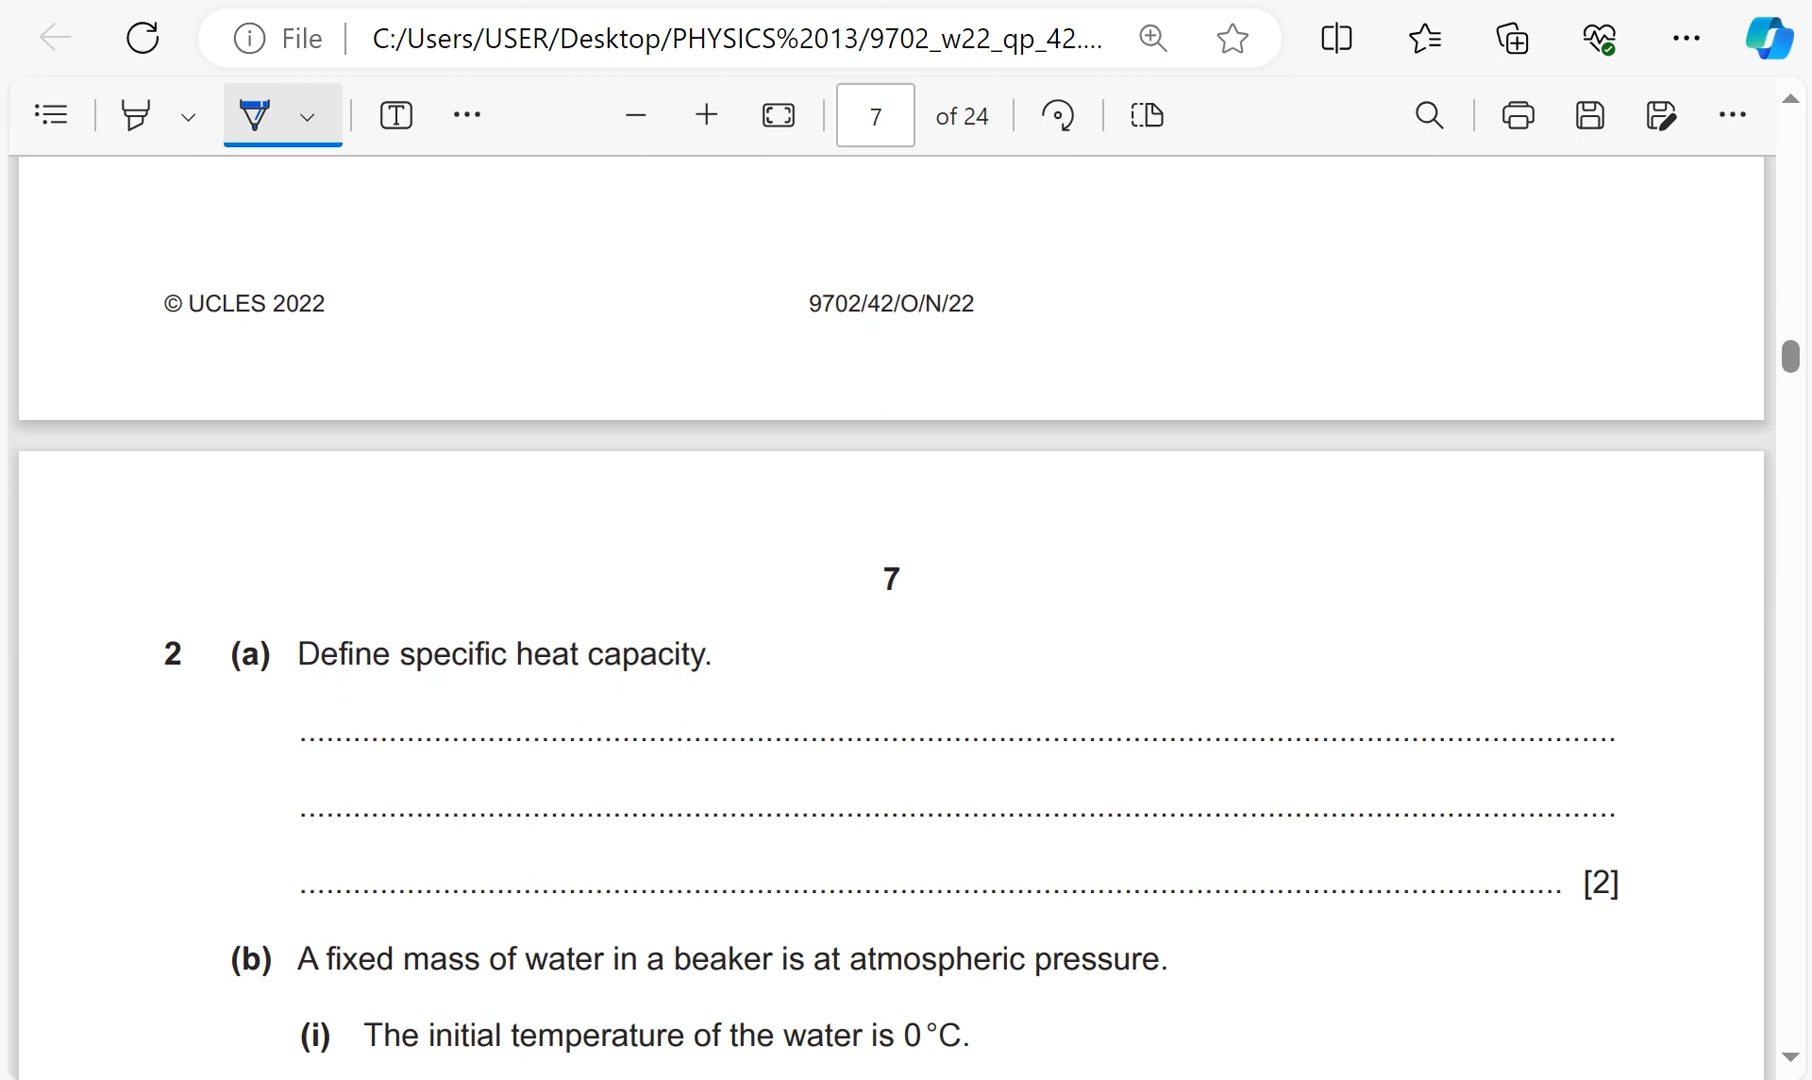 File C:/Users/USER/Desktop/PHYSICS%2013/9702_w22_qp_42....
T 7 of 24
© UCLES 2022 9702/42/O/N/22
7
2 (a) Define specific heat capacity.
..........................................................................................................................................
..........................................................................................................................................
.................................................................................................................................... [2]
(b) A fixed mass of water in a beaker is at atmospheric pressure.
(i) The initial temperature of the water is 0 °C.